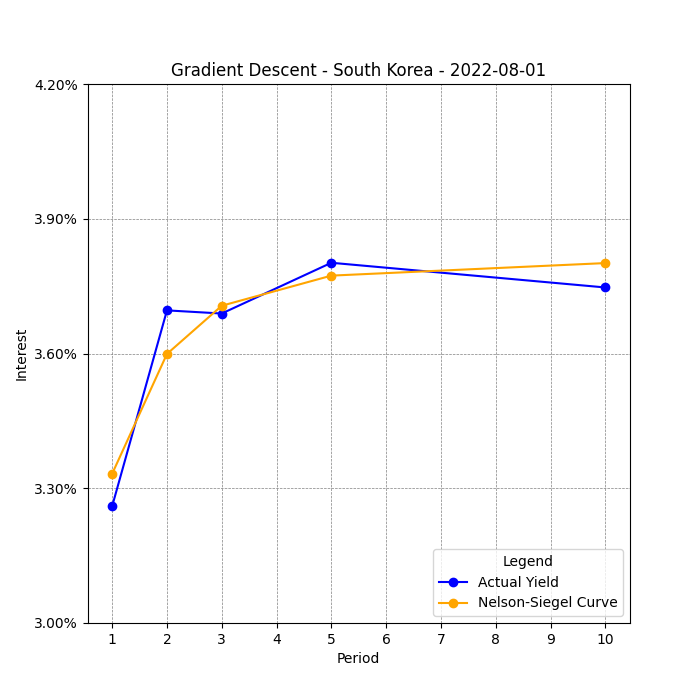 Gradient Descent - South Korea - 2022-08-01
4.20%
3.90%
3.60%
3.30%
3.00%
Interest
1 2 3 4 5 6 7 8 9 10
Period
Legend
Actual Yield
Nelson-Siegel Curve